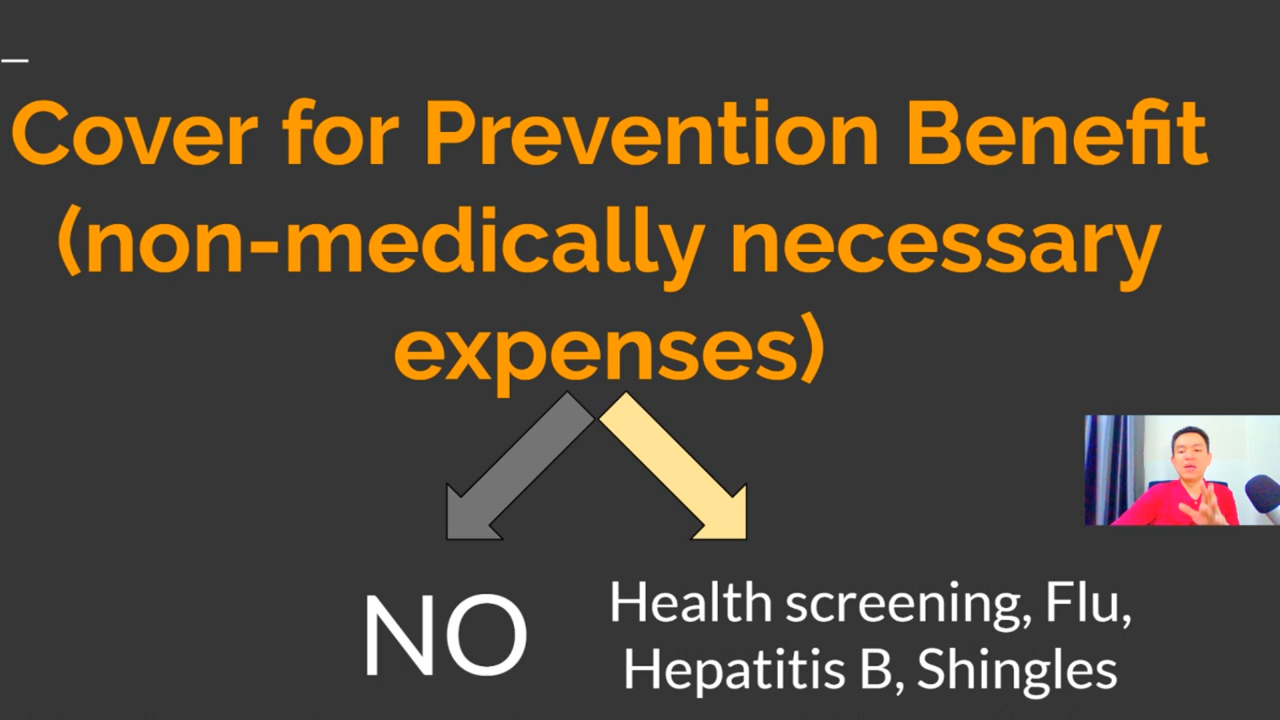 Cover for Prevention Benefit
(non-medically necessary
expenses)
NO
Health screening, Flu,
Hepatitis B, Shingles